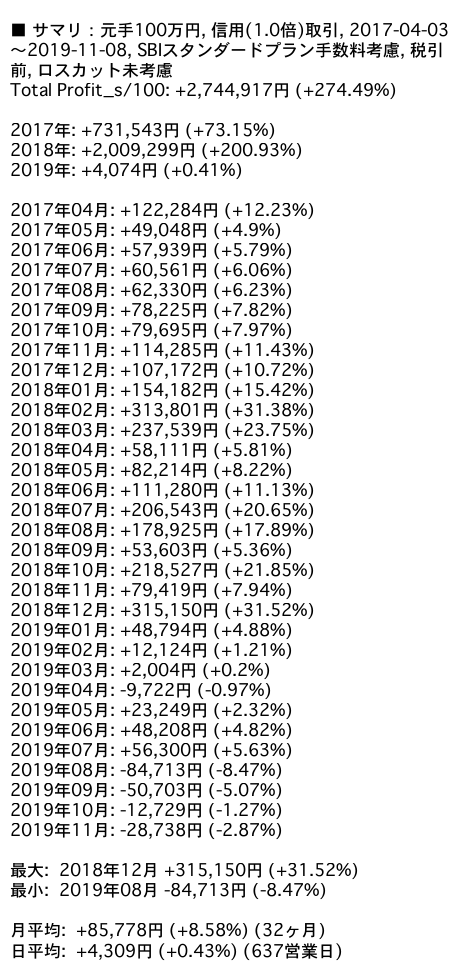 ■ サマリ：元手100万円, 信用(1.0倍)取引, 2017-04-03
～2019-11-08, SBIスタンダードプラン手数料考慮, 税引
前, ロスカット未考慮
Total Profit_s/100: +2,744,917円 (+274.49%)
2017年: +731,543円 (+73.15%)
2018年: +2,009,299円 (+200.93%)
2019年: +4,074円 (+0.41%)
2017年04月: +122,284円 (+12.23%)
2017年05月: +49,048円 (+4.9%)
2017年06月: +57,939円 (+5.79%)
2017年07月: +60,561円 (+6.06%)
2017年08月: +62,330円 (+6.23%)
2017年09月: +78,225円 (+7.82%)
2017年10月: +79,695円 (+7.97%)
2017年11月: +114,285円 (+11.43%)
2017年12月: +107,172円 (+10.72%)
2018年01月: +154,182円 (+15.42%)
2018年02月: +313,801円 (+31.38%)
2018年03月: +237,539円 (+23.75%)
2018年04月: +58,111円 (+5.81%)
2018年05月: +82,214円 (+8.22%)
2018年06月: +111,280円 (+11.13%)
2018年07月: +206,543円 (+20.65%)
2018年08月: +178,925円 (+17.89%)
2018年09月: +53,603円 (+5.36%)
2018年10月: +218,527円 (+21.85%)
2018年11月: +79,419円 (+7.94%)
2018年12月: +315,150円 (+31.52%)
2019年01月: +48,794円 (+4.88%)
2019年02月: +12,124円 (+1.21%)
2019年03月: +2,004円 (+0.2%)
2019年04月: -9,722円 (-0.97%)
2019年05月: +23,249円 (+2.32%)
2019年06月: +48,208円 (+4.82%)
2019年07月: +56,300円 (+5.63%)
2019年08月: -84,713円 (-8.47%)
2019年09月: -50,703円 (-5.07%)
2019年10月: -12,729円 (-1.27%)
2019年11月: -28,738円 (-2.87%)
最大: 2018年12月 +315,150円 (+31.52%)
最小: 2019年08月 -84,713円 (-8.47%)
月平均: +85,778円 (+8.58%) (32ヶ月)
日平均: +4,309円 (+0.43%) (637営業日)